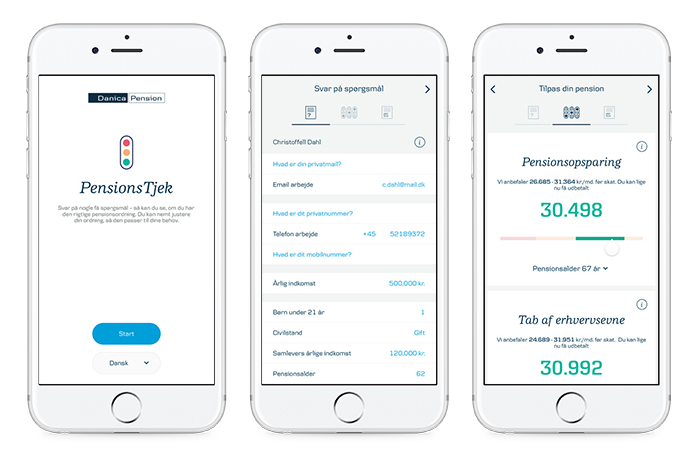 Danica Pension
PensionsTjek
Svar på nogle få spørgsmål – så kan du se, om du har
den rigtige pensionsordning. Du kan nemt justere
din ordning, så den passer til dine behov.
Start
Dansk
Svar på spørgsmål
Christoffell Dahl
Hvad er din privatmail?
Email arbejde c.dahl@mail.dk
Hvad er dit privatnummer?
Telefon arbejde +45 52189372
Hvad er dit mobilnummer?
Årlig indkomst 500,000 kr.
Børn under 21 år 1
Civilstand Gift
Samlevers årlige indkomst 120,000 kr.
Pensionsalder 62
Tilpas din pension
Pensionsopsparing
Vi anbefaler 26.685 - 31.364 kr./md. før skat. Du kan lige
nu få udbetalt
30.498
Pensionsalder 67 år
Tab af erhvervsevne
Vi anbefaler 24.689 - 31.951 kr./md. før skat. Du kan lige
nu få udbetalt
30.992